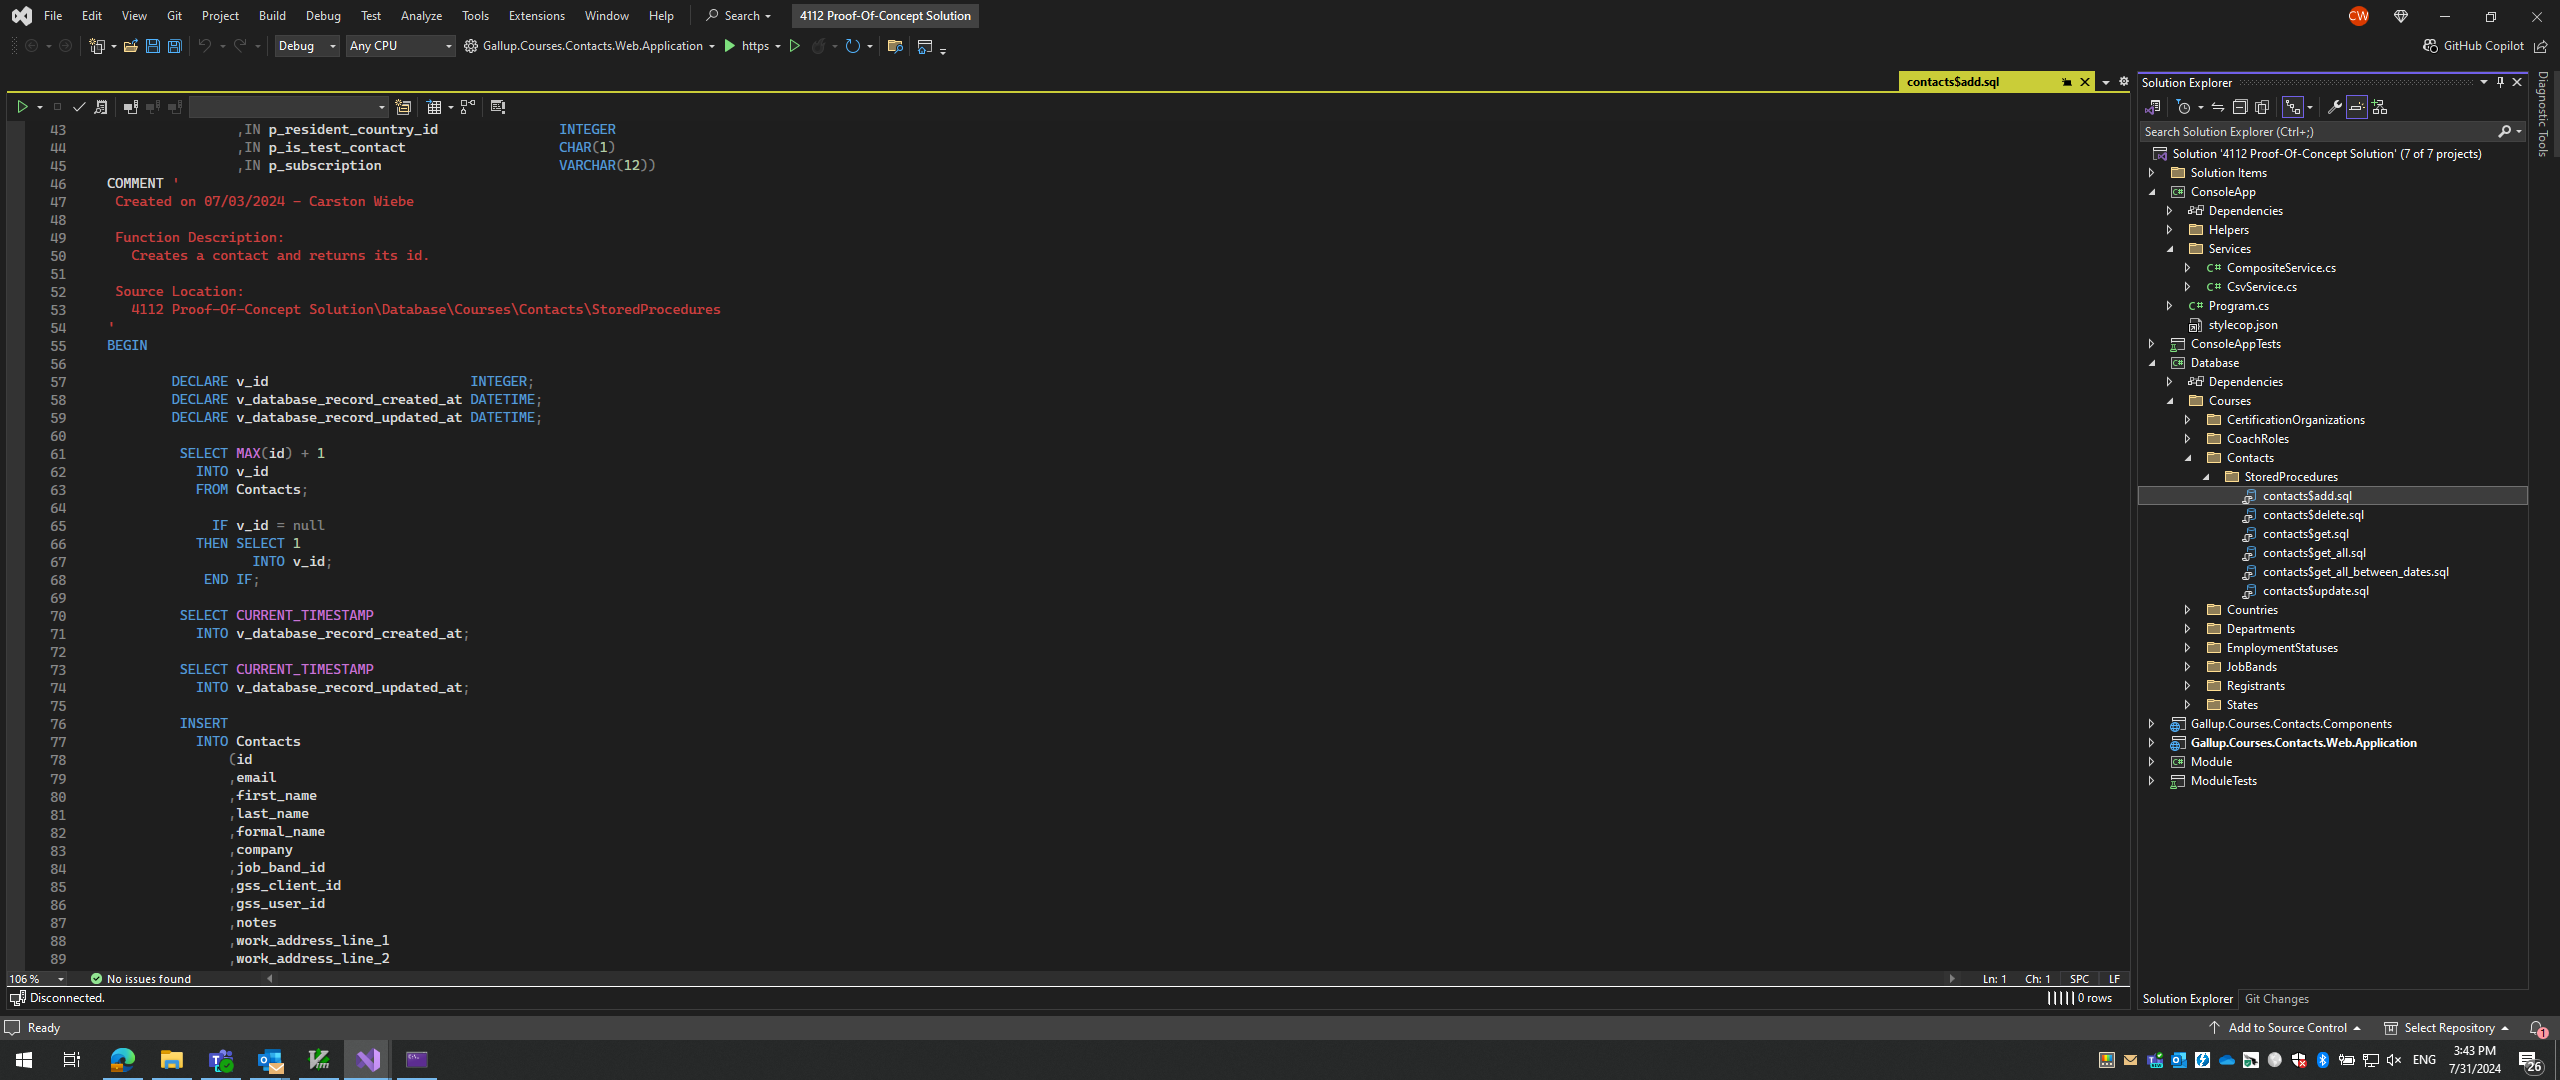 File Edit View Git Project Build Debug Test Analyze Tools Extensions Window Help Search 4112 Proof-Of-Concept Solution CW
Debug Any CPU Gallup.Courses.Contacts.Web.Application https GitHub Copilot
contacts$add.sql
43 ,IN p_resident_country_id INTEGER
44 ,IN p_is_test_contact CHAR(1)
45 ,IN p_subscription VARCHAR(12))
46 COMMENT '
47 Created on 07/03/2024 - Carston Wiebe
48
49 Function Description:
50 Creates a contact and returns its id.
51
52 Source Location:
53 4112 Proof-Of-Concept Solution\Database\Courses\Contacts\StoredProcedures
54 '
55 BEGIN
56
57 DECLARE v_id INTEGER;
58 DECLARE v_database_record_created_at DATETIME;
59 DECLARE v_database_record_updated_at DATETIME;
60
61 SELECT MAX(id) + 1
62 INTO v_id
63 FROM Contacts;
64
65 IF v_id = null
66 THEN SELECT 1
67 INTO v_id;
68 END IF;
69
70 SELECT CURRENT_TIMESTAMP
71 INTO v_database_record_created_at;
72
73 SELECT CURRENT_TIMESTAMP
74 INTO v_database_record_updated_at;
75
76 INSERT
77 INTO Contacts
78 (id
79 ,email
80 ,first_name
81 ,last_name
82 ,formal_name
83 ,company
84 ,job_band_id
85 ,gss_client_id
86 ,gss_user_id
87 ,notes
88 ,work_address_line_1
89 ,work_address_line_2
106 % No issues found Ln: 1 Ch: 1 SPC LF
Disconnected. 0 rows
Solution Explorer
Search Solution Explorer (Ctrl+;)
Solution '4112 Proof-Of-Concept Solution' (7 of 7 projects)
Solution Items
C# ConsoleApp
Dependencies
Helpers
Services
C# CompositeService.cs
C# CsvService.cs
C# Program.cs
stylecop.json
ConsoleAppTests
C# Database
Dependencies
Courses
CertificationOrganizations
CoachRoles
Contacts
StoredProcedures
contacts$add.sql
contacts$delete.sql
contacts$get.sql
contacts$get_all.sql
contacts$get_all_between_dates.sql
contacts$update.sql
Countries
Departments
EmploymentStatuses
JobBands
Registrants
States
Gallup.Courses.Contacts.Components
Gallup.Courses.Contacts.Web.Application
C# Module
ModuleTests
Solution Explorer Git Changes
Diagnostic Tools
Ready Add to Source Control Select Repository 1
ENG 3:43 PM
7/31/2024 26